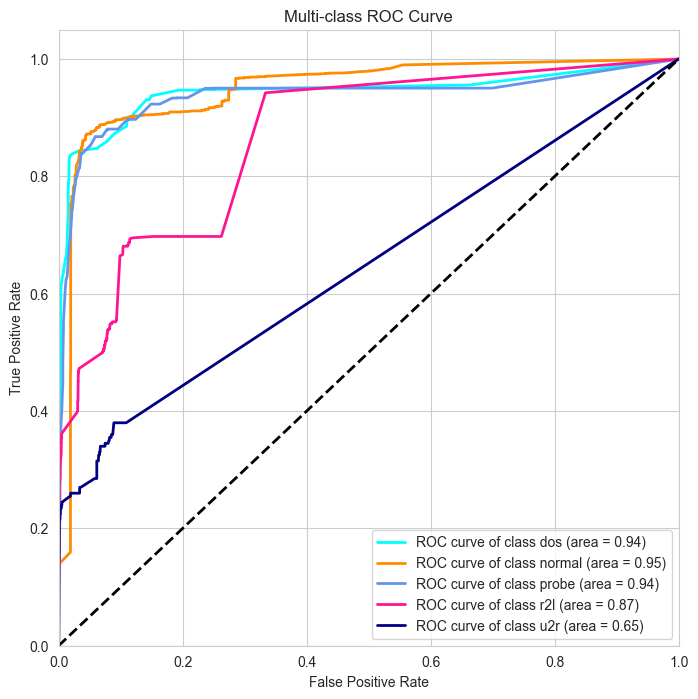 Multi-class ROC Curve
True Positive Rate
1.0
0.8
0.6
0.4
0.2
0.0
ROC curve of class dos (area = 0.94)
ROC curve of class normal (area = 0.95)
ROC curve of class probe (area = 0.94)
ROC curve of class r2l (area = 0.87)
ROC curve of class u2r (area = 0.65)
0.0 0.2 0.4 0.6 0.8 1.0
False Positive Rate